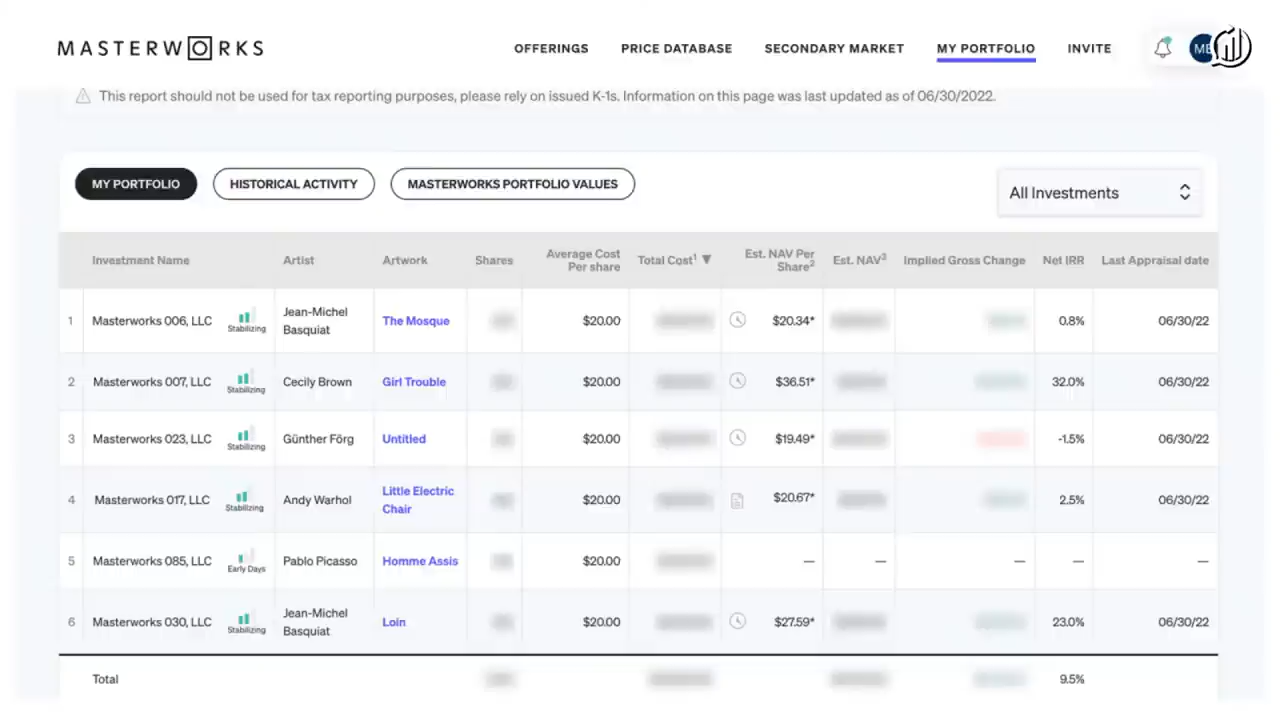 MASTERWORKS
OFFERINGS PRICE DATABASE SECONDARY MARKET MY PORTFOLIO INVITE
This report should not be used for tax reporting purposes, please rely on issued K-1s. Information on this page was last updated as of 06/30/2022.
MY PORTFOLIO HISTORICAL ACTIVITY MASTERWORKS PORTFOLIO VALUES
All Investments
Investment Name Artist Artwork Shares Average Cost Per share Total Cost¹ ▼ Est. NAV Per Share² Est. NAV³ Implied Gross Change Net IRR Last Appraisal date
1 Masterworks 006, LLC Stabilizing Jean-Michel Basquiat The Mosque $20.00 $20.34* 0.8% 06/30/22
2 Masterworks 007, LLC Stabilizing Cecily Brown Girl Trouble $20.00 $36.51* 32.0% 06/30/22
3 Masterworks 023, LLC Stabilizing Günther Förg Untitled $20.00 $19.49* -1.5% 06/30/22
4 Masterworks 017, LLC Stabilizing Andy Warhol Little Electric Chair $20.00 $20.67* 2.5% 06/30/22
5 Masterworks 085, LLC Early Days Pablo Picasso Homme Assis $20.00 — — — — —
6 Masterworks 030, LLC Stabilizing Jean-Michel Basquiat Loin $20.00 $27.59* 23.0% 06/30/22
Total 9.5%